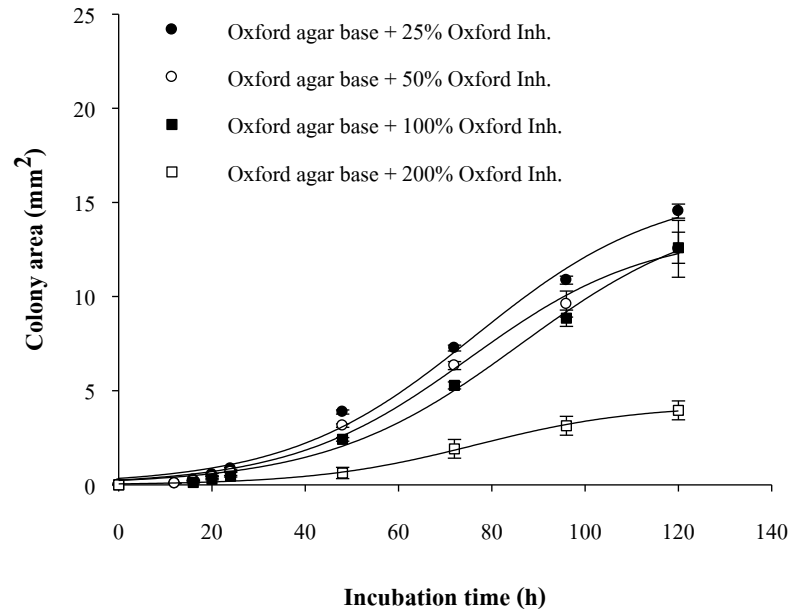 25
Oxford agar base + 25% Oxford Inh.
Oxford agar base + 50% Oxford Inh.
20
Oxford agar base + 100% Oxford Inh.
Oxford agar base + 200% Oxford Inh.
15
10
5
0
Colony area (mm²)
0 20 40 60 80 100 120 140
Incubation time (h)